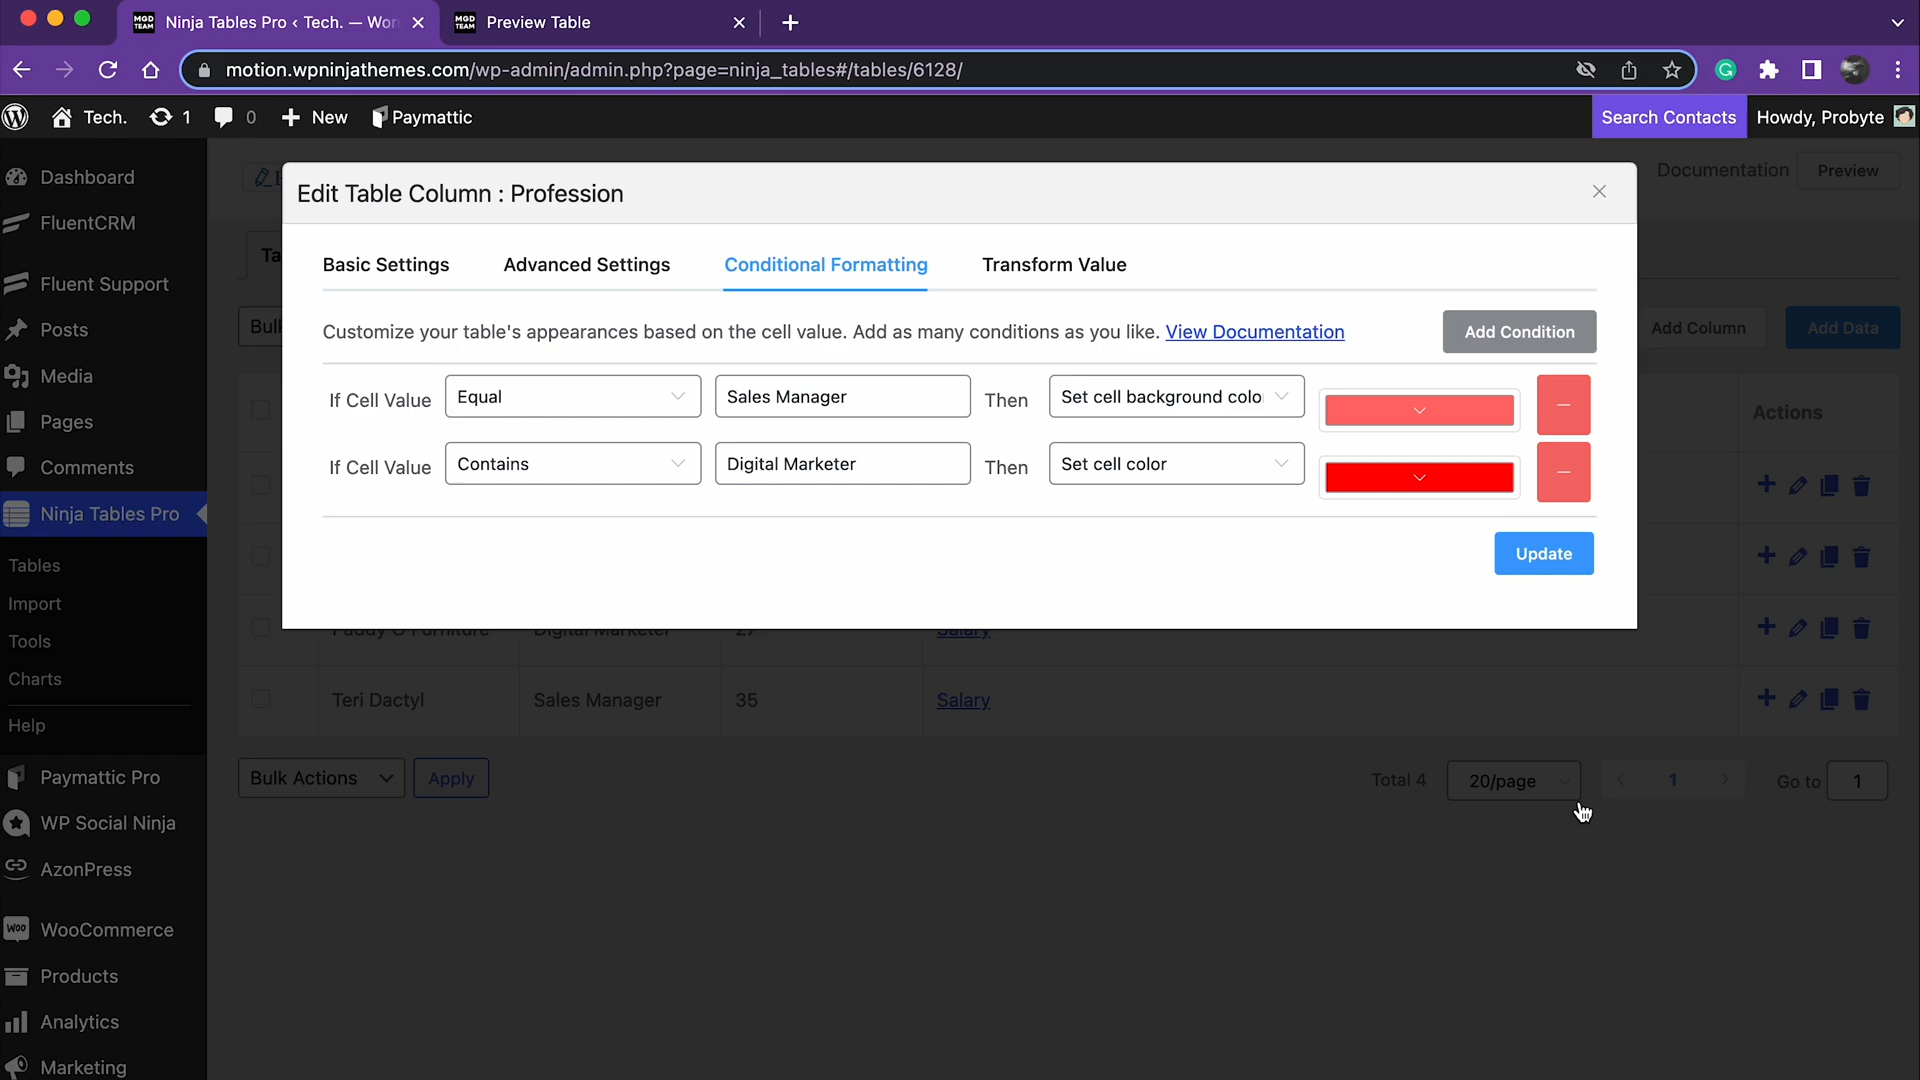 MGD TEAM
Ninja Tables Pro ‹ Tech. — Wor
MGD TEAM
Preview Table
motion.wpninjathemes.com/wp-admin/admin.php?page=ninja_tables#/tables/6128/
Tech.
1
0
New
Paymattic
Search Contacts
Howdy, Probyte
Dashboard
FluentCRM
Fluent Support
Posts
Media
Pages
Comments
Ninja Tables Pro
Tables
Import
Tools
Charts
Help
Paymattic Pro
WP Social Ninja
AzonPress
Woo WooCommerce
Products
Analytics
Marketing
Documentation
Preview
Edit Table Column : Profession
Basic Settings
Advanced Settings
Conditional Formatting
Transform Value
Customize your table's appearances based on the cell value. Add as many conditions as you like. View Documentation
Add Condition
Add Column
Add Data
If Cell Value Equal Sales Manager Then Set cell background colo
If Cell Value Contains Digital Marketer Then Set cell color
Update
Actions
Paddy O Furniture Digital Marketer 27 Salary
Teri Dactyl Sales Manager 35 Salary
Bulk Actions
Apply
Total 4
20/page
1
Go to
1